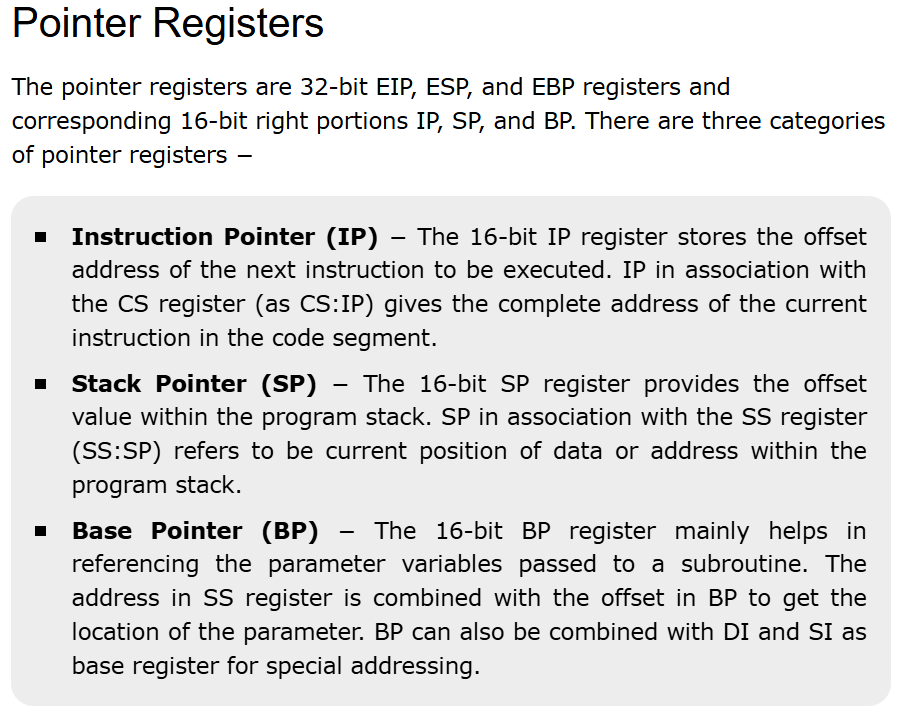 Pointer Registers
The pointer registers are 32-bit EIP, ESP, and EBP registers and
corresponding 16-bit right portions IP, SP, and BP. There are three categories
of pointer registers −
▪ Instruction Pointer (IP) − The 16-bit IP register stores the offset
address of the next instruction to be executed. IP in association with
the CS register (as CS:IP) gives the complete address of the current
instruction in the code segment.
▪ Stack Pointer (SP) − The 16-bit SP register provides the offset
value within the program stack. SP in association with the SS register
(SS:SP) refers to be current position of data or address within the
program stack.
▪ Base Pointer (BP) − The 16-bit BP register mainly helps in
referencing the parameter variables passed to a subroutine. The
address in SS register is combined with the offset in BP to get the
location of the parameter. BP can also be combined with DI and SI as
base register for special addressing.